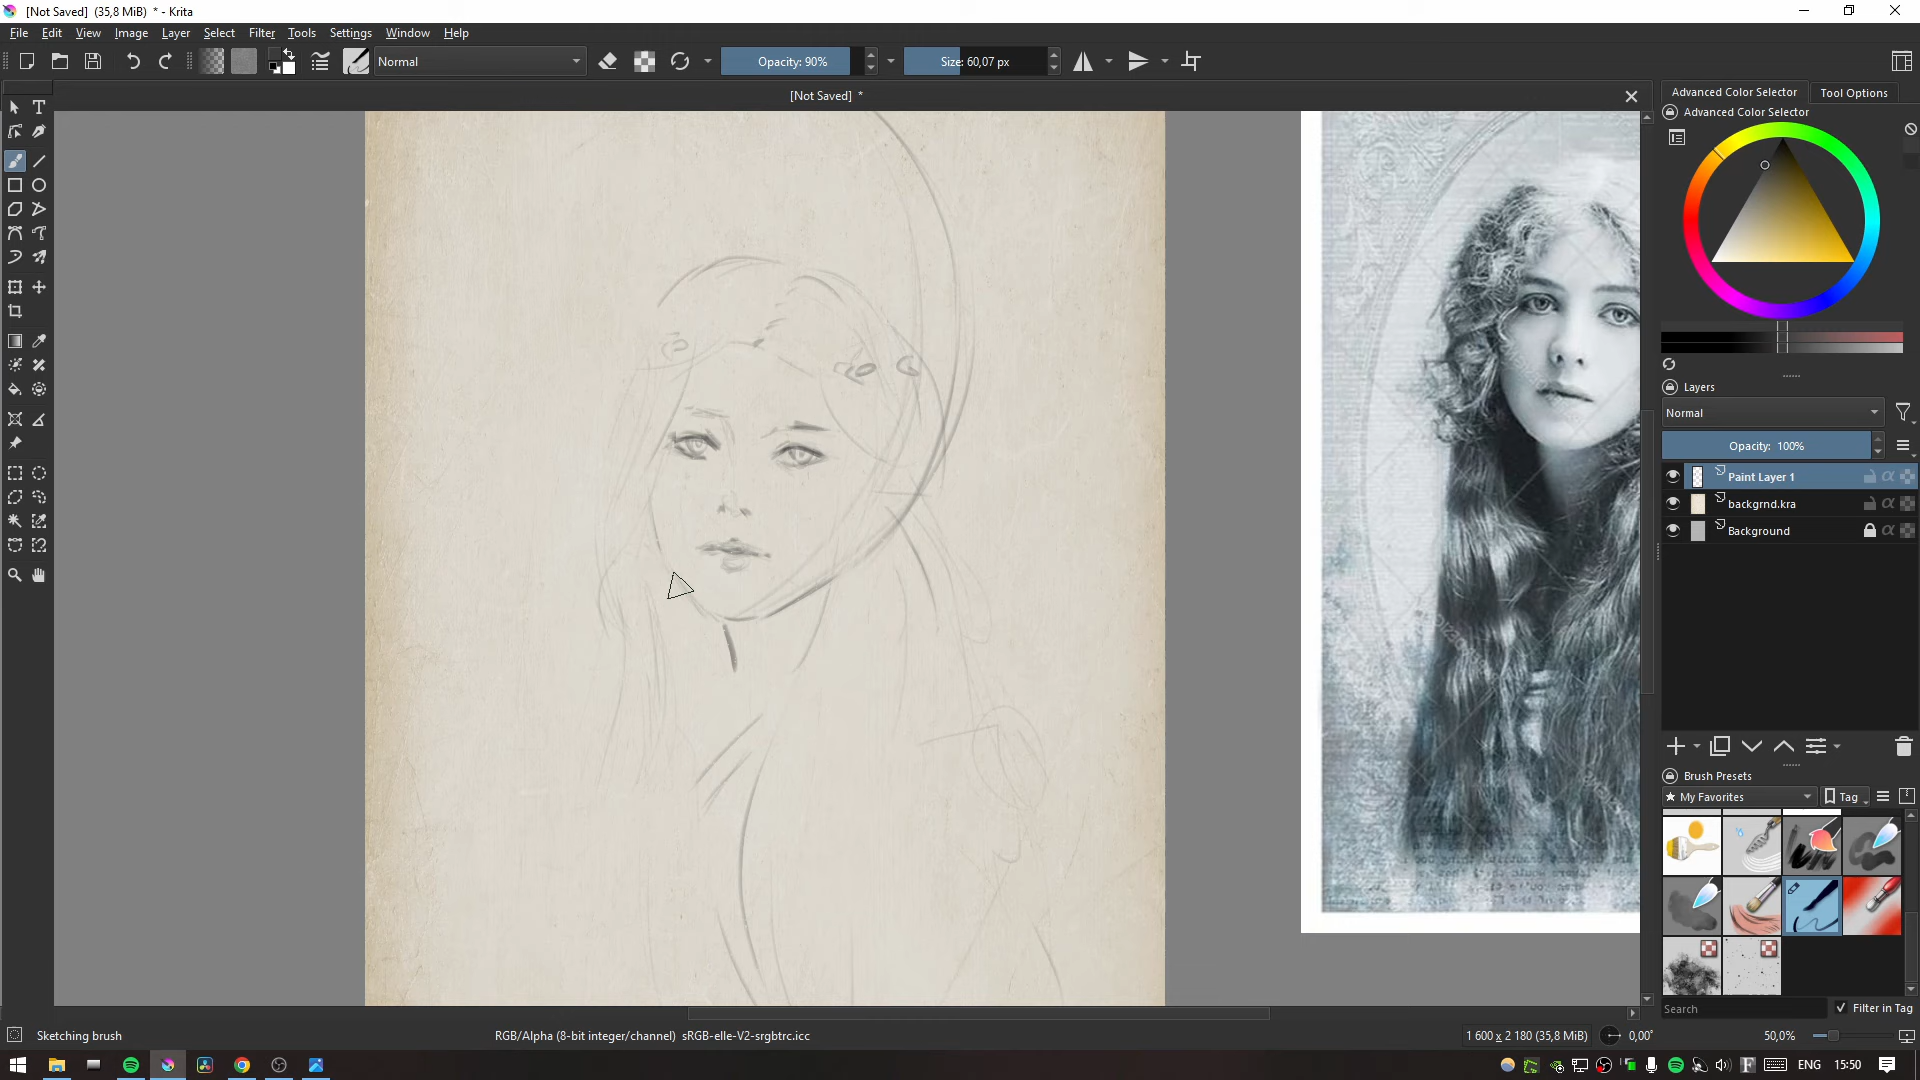 [Not Saved]  (35,8 MiB)  * - Krita
File Edit View Image Layer Select Filter Tools Settings Window Help
Normal
Opacity: 90%
Size: 60,07 px
[Not Saved]  *
Advanced Color Selector
Tool Options
Advanced Color Selector
Layers
Normal
Opacity:  100%
Paint Layer 1
backgrnd.kra
Background
Brush Presets
My Favorites
Tag
Search
Filter in Tag
Sketching brush
RGB/Alpha (8-bit integer/channel)  sRGB-elle-V2-srgbtrc.icc
1 600 x 2 180 (35,8 MiB)
0,00°
50,0%
ENG
15:50